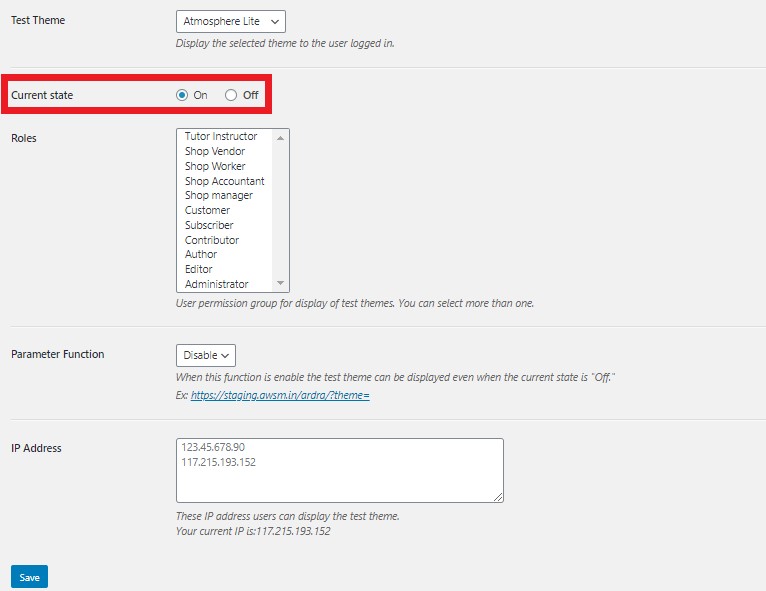 Test Theme
Atmosphere Lite
Display the selected theme to the user logged in.
Current state
On
Off
Roles
Tutor Instructor
Shop Vendor
Shop Worker
Shop Accountant
Shop manager
Customer
Subscriber
Contributor
Author
Editor
Administrator
User permission group for display of test themes. You can select more than one.
Parameter Function
Disable
When this function is enable the test theme can be displayed even when the current state is "Off."
Ex: https://staging.awsm.in/ardra/?theme=
IP Address
123.45.678.90
117.215.193.152
These IP address users can display the test theme.
Your current IP is:117.215.193.152
Save